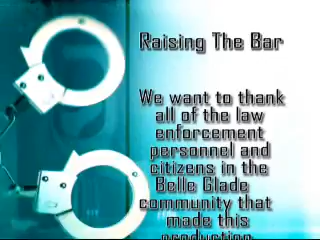 Raising The Bar
We want to thank
all of the law
enforcement
personnel and
citizens in the
Belle Glade
community that
made this
production